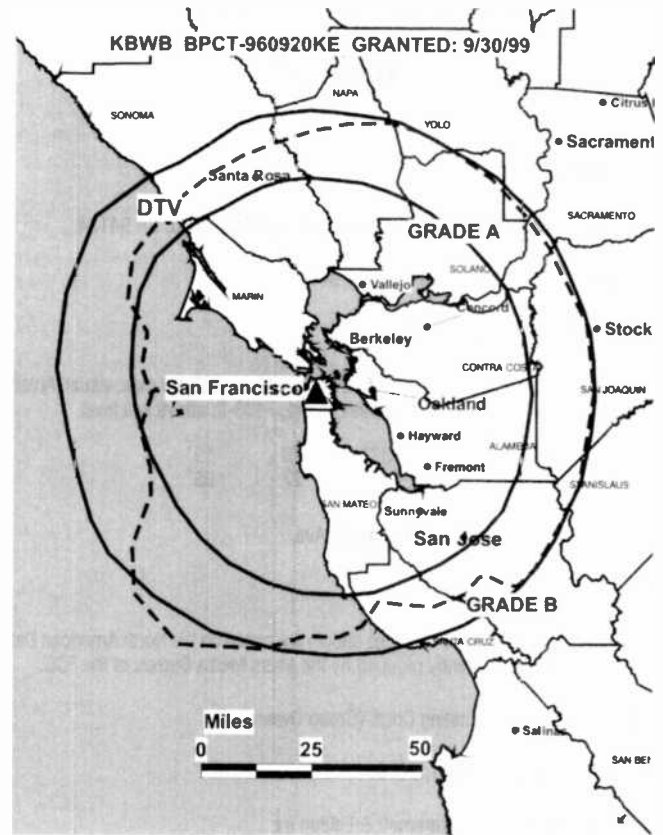 KBWB BPCT-960920KE GRANTED: 9/30/99
NAPA
SONOMA
Citrus
YOLO
Sacrament
Santa Rosa
DTV
SACRAMENTO
GRADE A
SOLANO
Vallejo
MARIN
Concord
Stock
Berkeley
CONTRA COSTA
San Francisco
SAN JOAQUIN
Oakland
Hayward
ALAMEDA
Fremont
STANISLAUS
SAN MATEO
Sunnyvale
San Jose
GRADE B
SANTA CRUZ
Miles
Salinas
0 25 50
SAN BE